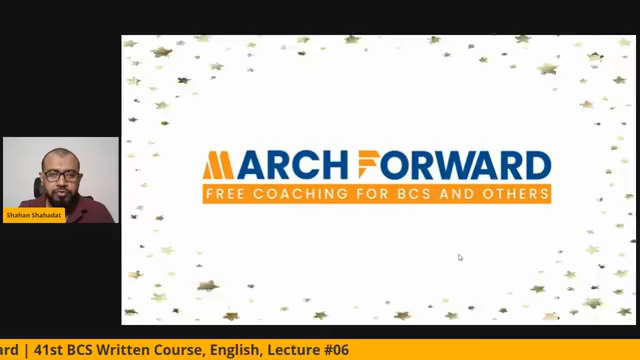 MARCH FORWARD
FREE COACHING FOR BCS AND OTHERS
Shahan Shahadat
ard | 41st BCS Written Course, English, Lecture #06